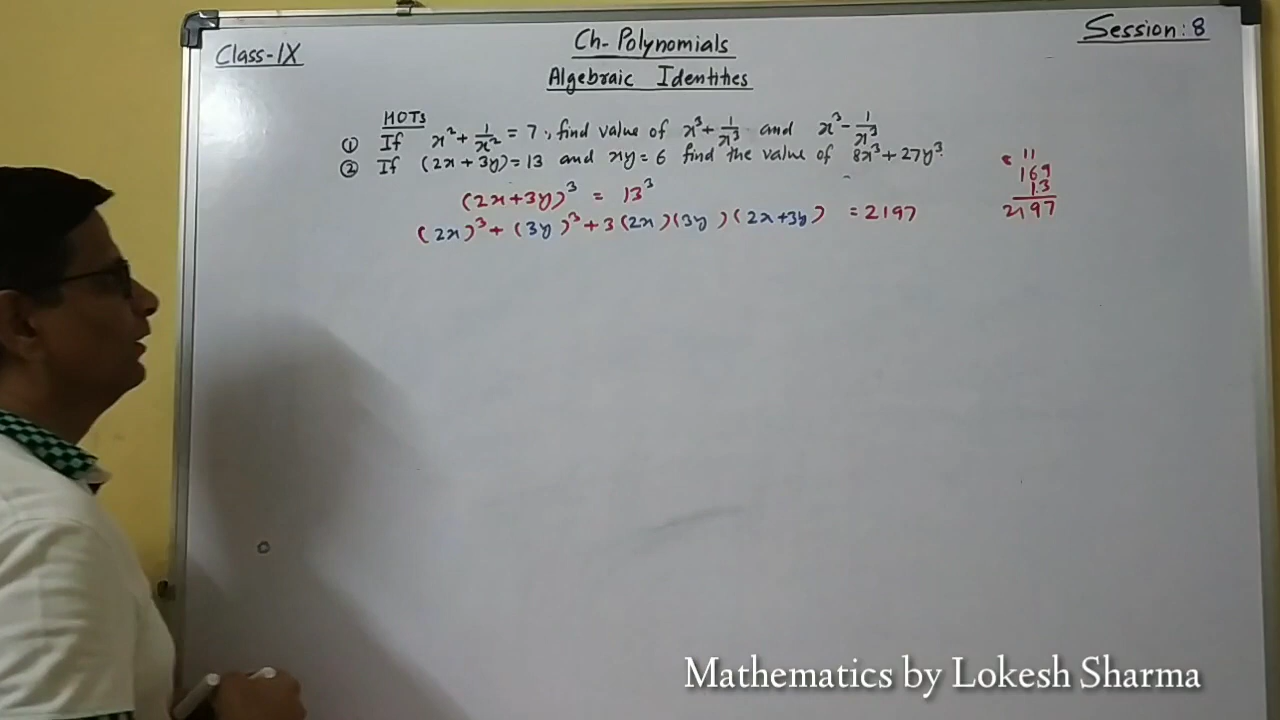 Class-IX
Ch- Polynomials
Session: 8
Algebraic Identities
HOTs
① If x² + 1/x² = 7, find value of x³ + 1/x³ and x³ - 1/x³
② If (2x + 3y) = 13 and xy = 6 find the value of 8x³ + 27y³.
(2x+3y)³ = 13³
(2x)³ + (3y)³ + 3(2x)(3y)(2x+3y) = 2197
11
169
13
2197
Mathematics by Lokesh Sharma